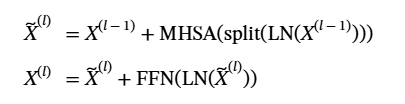 X̃⁽ˡ⁾ = X⁽ˡ⁻¹⁾ + MHSA(split(LN(X⁽ˡ⁻¹⁾)))
X⁽ˡ⁾ = X̃⁽ˡ⁾ + FFN(LN(X̃⁽ˡ⁾))